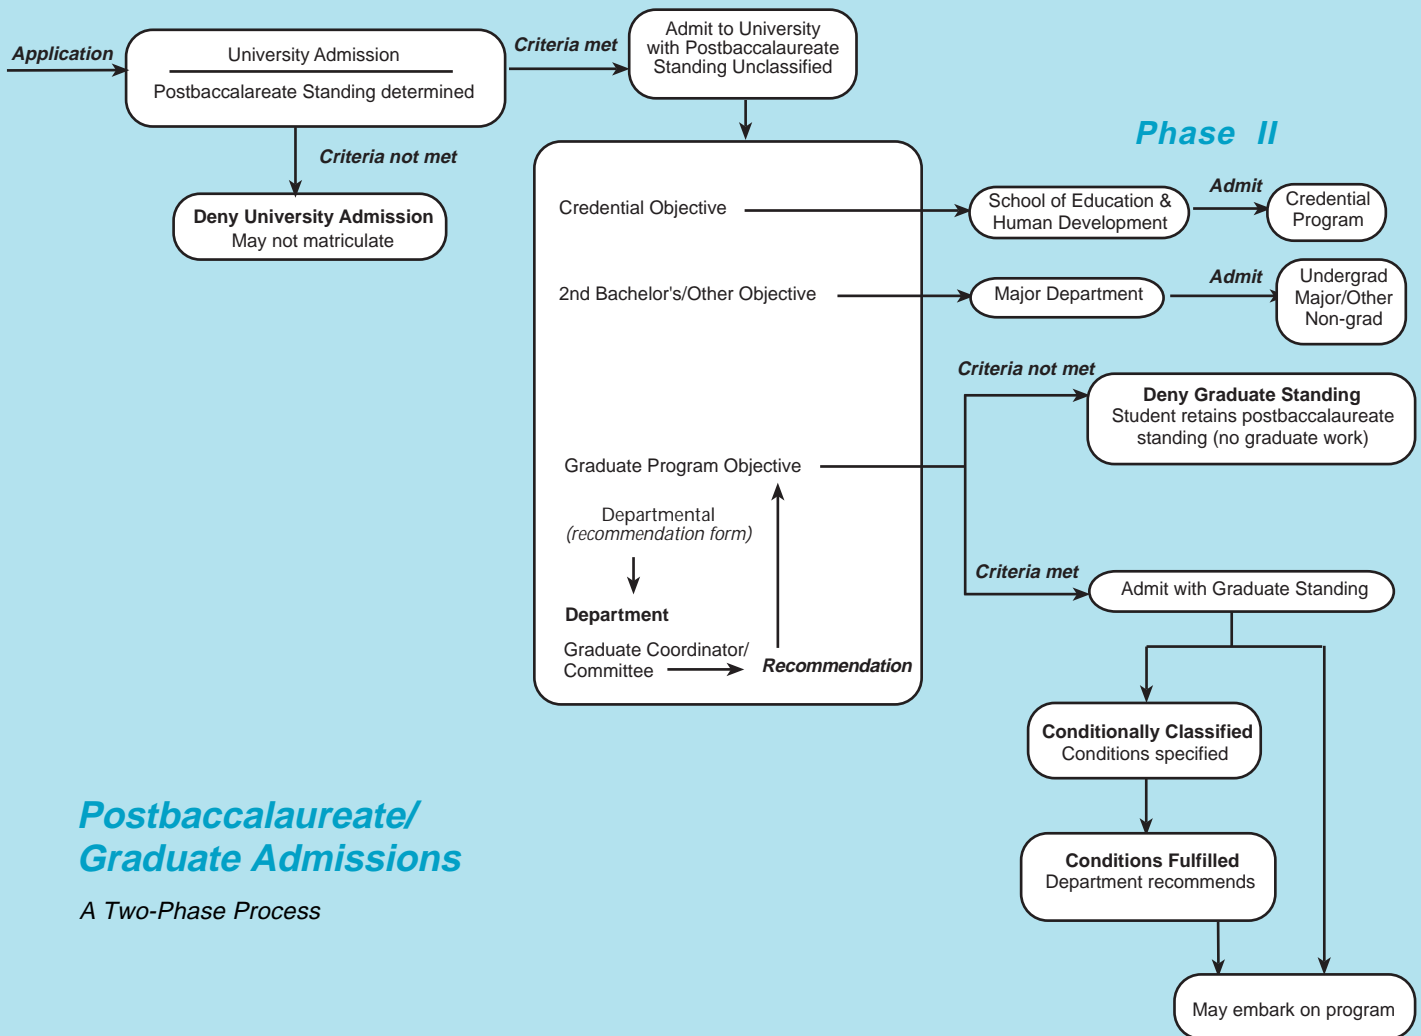 Application
University Admission
Postbaccalareate Standing determined
Criteria met
Admit to University
with Postbaccalaureate
Standing Unclassified
Criteria not met
Deny University Admission
May not matriculate
Phase II
Credential Objective
School of Education &
Human Development
Admit
Credential
Program
2nd Bachelor's/Other Objective
Major Department
Admit
Undergrad
Major/Other
Non-grad
Criteria not met
Deny Graduate Standing
Student retains postbaccalaureate
standing (no graduate work)
Graduate Program Objective
Departmental
(recommendation form)
Department
Graduate Coordinator/
Committee
Recommendation
Criteria met
Admit with Graduate Standing
Conditionally Classified
Conditions specified
Conditions Fulfilled
Department recommends
May embark on program
Postbaccalaureate/
Graduate Admissions
A Two-Phase Process